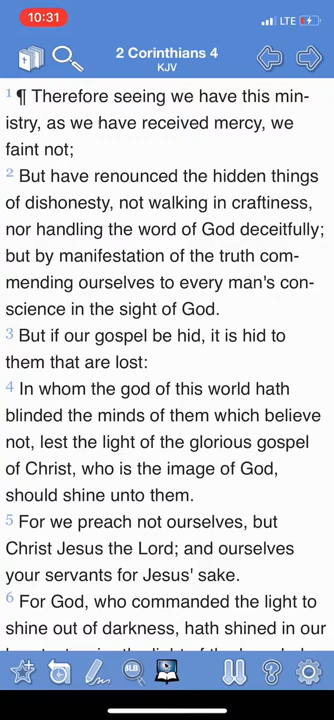 10:31
LTE
2 Corinthians 4
KJV
1 ¶ Therefore seeing we have this min-
istry, as we have received mercy, we
faint not;
2 But have renounced the hidden things
of dishonesty, not walking in craftiness,
nor handling the word of God deceitfully;
but by manifestation of the truth com-
mending ourselves to every man's con-
science in the sight of God.
3 But if our gospel be hid, it is hid to
them that are lost:
4 In whom the god of this world hath
blinded the minds of them which believe
not, lest the light of the glorious gospel
of Christ, who is the image of God,
should shine unto them.
5 For we preach not ourselves, but
Christ Jesus the Lord; and ourselves
your servants for Jesus' sake.
6 For God, who commanded the light to
shine out of darkness, hath shined in our
BLB